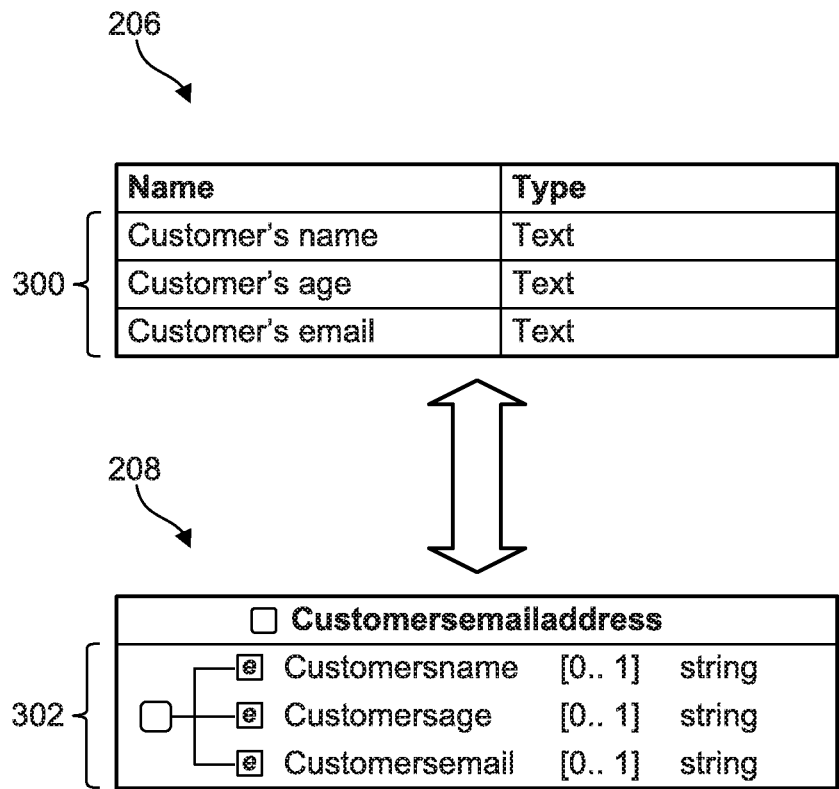 206
Name Type
Customer’s name Text
300 Customer’s age Text
Customer’s email Text
208
Customersemailaddress
e Customersname [0.. 1] string
302 e Customersage [0.. 1] string
e Customersemail [0.. 1] string